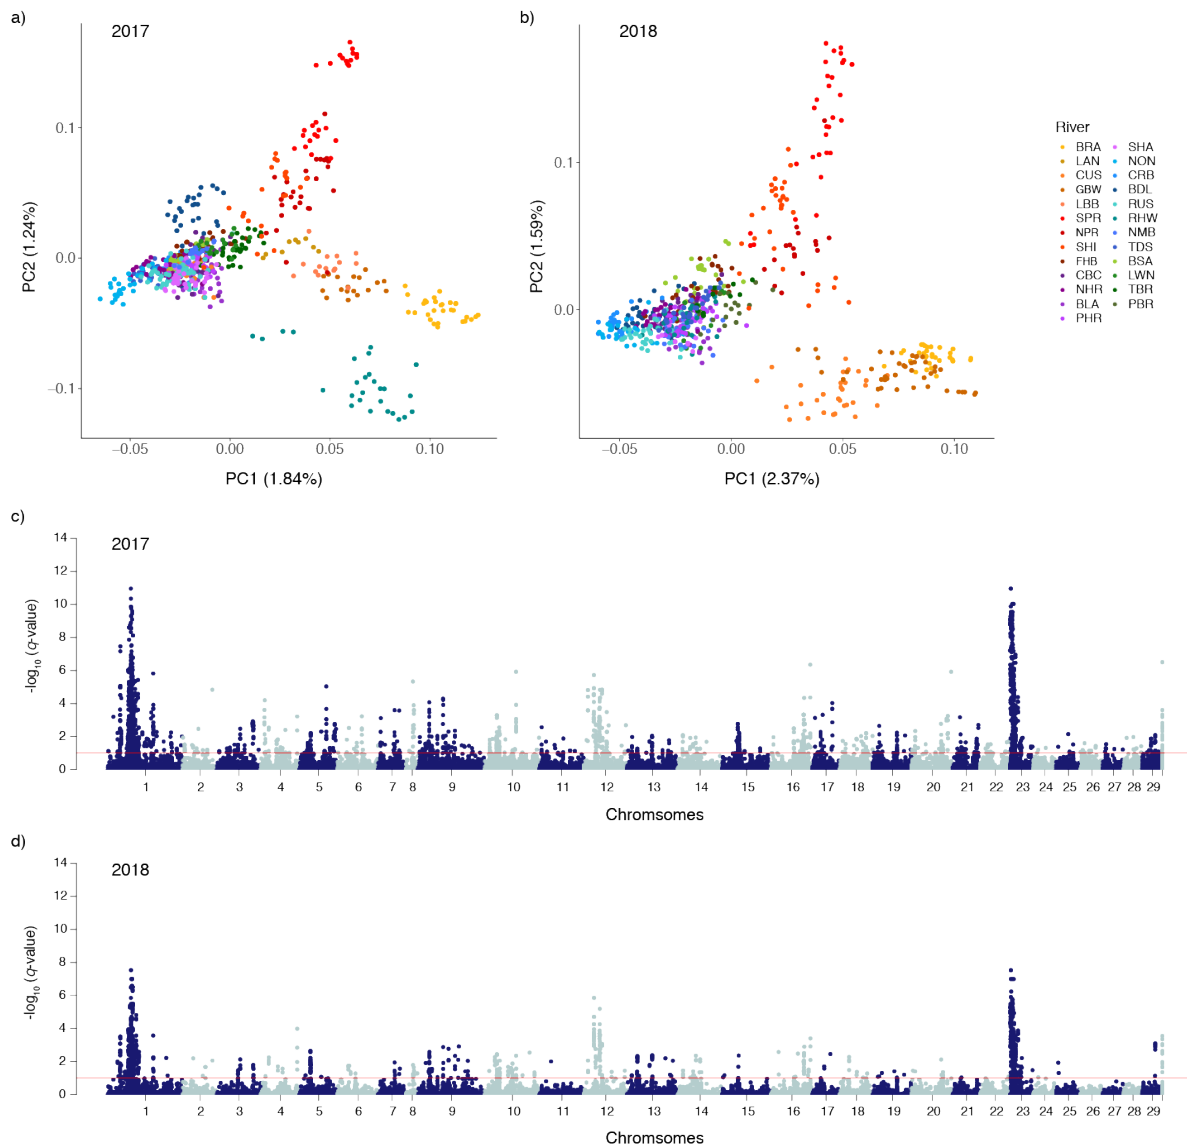 a)
2017
0.1
0.0
−0.1
PC2 (1.24%)
−0.05
0.00
0.05
0.10
PC1 (1.84%)
b)
2018
0.1
0.0
PC2 (1.59%)
−0.05
0.00
0.05
0.10
PC1 (2.37%)
River
BRA SHA
LAN NON
CUS CRB
GBW BDL
LBB RUS
SPR RHW
NPR NMB
SHI TDS
FHB BSA
CBC LWN
NHR TBR
BLA PBR
PHR
c)
2017
14
12
10
8
6
4
2
0
-log10 (q-value)
1 2 3 4 5 6 7 8 9 10 11 12 13 14 15 16 17 18 19 20 21 22 23 24 25 26 27 28 29
Chromsomes
d)
2018
14
12
10
8
6
4
2
0
-log10 (q-value)
1 2 3 4 5 6 7 8 9 10 11 12 13 14 15 16 17 18 19 20 21 22 23 24 25 26 27 28 29
Chromsomes